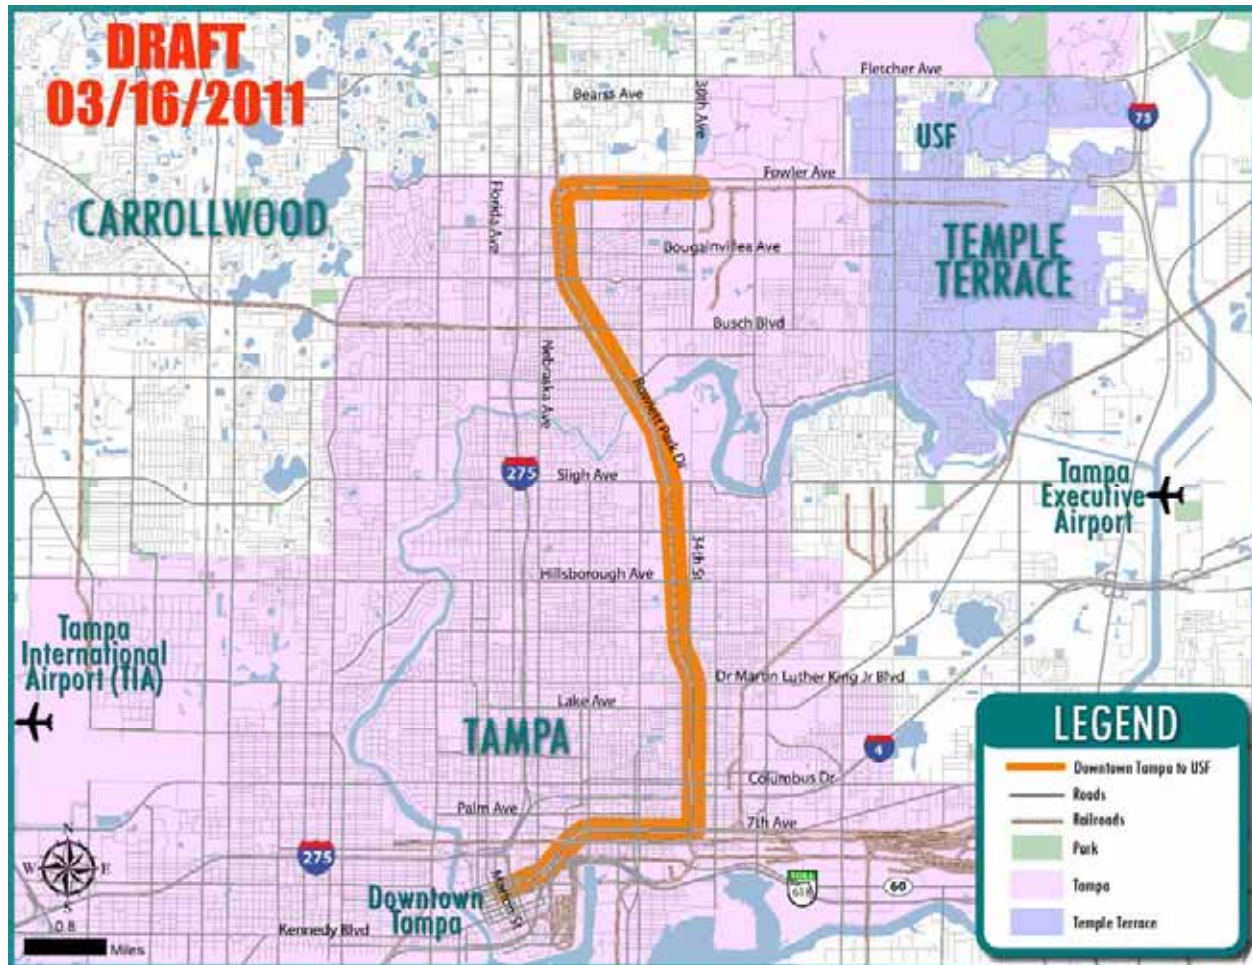 DRAFT
03/16/2011
Fletcher Ave
Bearss Ave
30th Ave
75
USF
Fowler Ave
CARROLLWOOD
Florida Ave
Bougainvillea Ave
TEMPLE
TERRACE
Busch Blvd
Nebraska Ave
Rowlett Park Dr
275
Sligh Ave
Tampa
Executive
Airport
34th St
Hillsborough Ave
Tampa
International
Airport (TIA)
Dr Martin Luther King Jr Blvd
Lake Ave
TAMPA
4
Columbus Dr
Palm Ave
7th Ave
275
TOLL
618
60
Downtown
Tampa
Marion St
Kennedy Blvd
N
W
E
S
0.8
Miles
LEGEND
Downtown Tampa to USF
Roads
Railroads
Park
Tampa
Temple Terrace